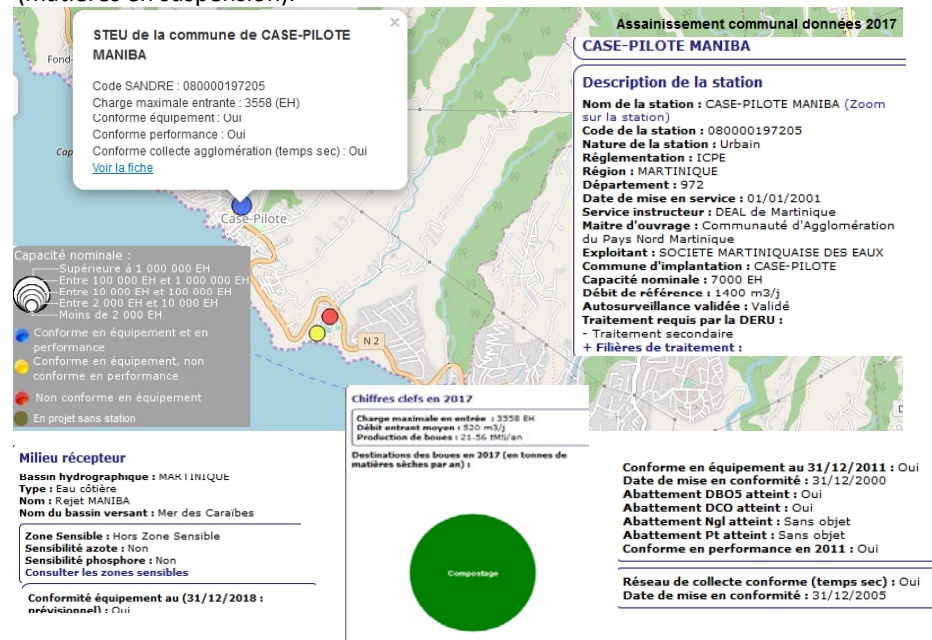 (matières en suspension).
Assainissement communal données 2017
STEU de la commune de CASE-PILOTE
MANIBA
×
Code SANDRE : 080000197205
Charge maximale entrante : 3558 (EH)
Conforme équipement : Oui
Conforme performance : Oui
Conforme collecte agglomération (temps sec) : Oui
Voir la fiche
Fond-
Cap
Case-Pilote
N 2
Capacité nominale :
Supérieure à 1 000 000 EH
Entre 100 000 EH et 1 000 000 EH
Entre 10 000 EH et 100 000 EH
Entre 2 000 EH et 10 000 EH
Moins de 2 000 EH
Conforme en équipement et en
performance
Conforme en équipement, non
conforme en performance
Non conforme en équipement
En projet sans station
CASE-PILOTE MANIBA
Description de la station
Nom de la station : CASE-PILOTE MANIBA (Zoom
sur la station)
Code de la station : 080000197205
Nature de la station : Urbain
Réglementation : ICPE
Région : MARTINIQUE
Département : 972
Date de mise en service : 01/01/2001
Service instructeur : DEAL de Martinique
Maitre d'ouvrage : Communauté d'Agglomération
du Pays Nord Martinique
Exploitant : SOCIETE MARTINIQUAISE DES EAUX
Commune d'implantation : CASE-PILOTE
Capacité nominale : 7000 EH
Débit de référence : 1400 m3/j
Autosurveillance validée : Validé
Traitement requis par la DERU :
- Traitement secondaire
+ Filières de traitement :
Milieu récepteur
Bassin hydrographique : MARTINIQUE
Type : Eau côtière
Nom : Rejet MANIBA
Nom du bassin versant : Mer des Caraïbes
Zone Sensible : Hors Zone Sensible
Sensibilité azote : Non
Sensibilité phosphore : Non
Consulter les zones sensibles
Conformité équipement au (31/12/2018 :
prévisionnel) : Oui
Chiffres clefs en 2017
Charge maximale en entrée : 3558 EH
Débit entrant moyen : 520 m3/j
Production de boues : 21.56 tMS/an
Destinations des boues en 2017 (en tonnes de
matières sèches par an) :
Compostage
Conforme en équipement au 31/12/2011 : Oui
Date de mise en conformité : 31/12/2000
Abattement DBO5 atteint : Oui
Abattement DCO atteint : Oui
Abattement Ngl atteint : Sans objet
Abattement Pt atteint : Sans objet
Conforme en performance en 2011 : Oui
Réseau de collecte conforme (temps sec) : Oui
Date de mise en conformité : 31/12/2005